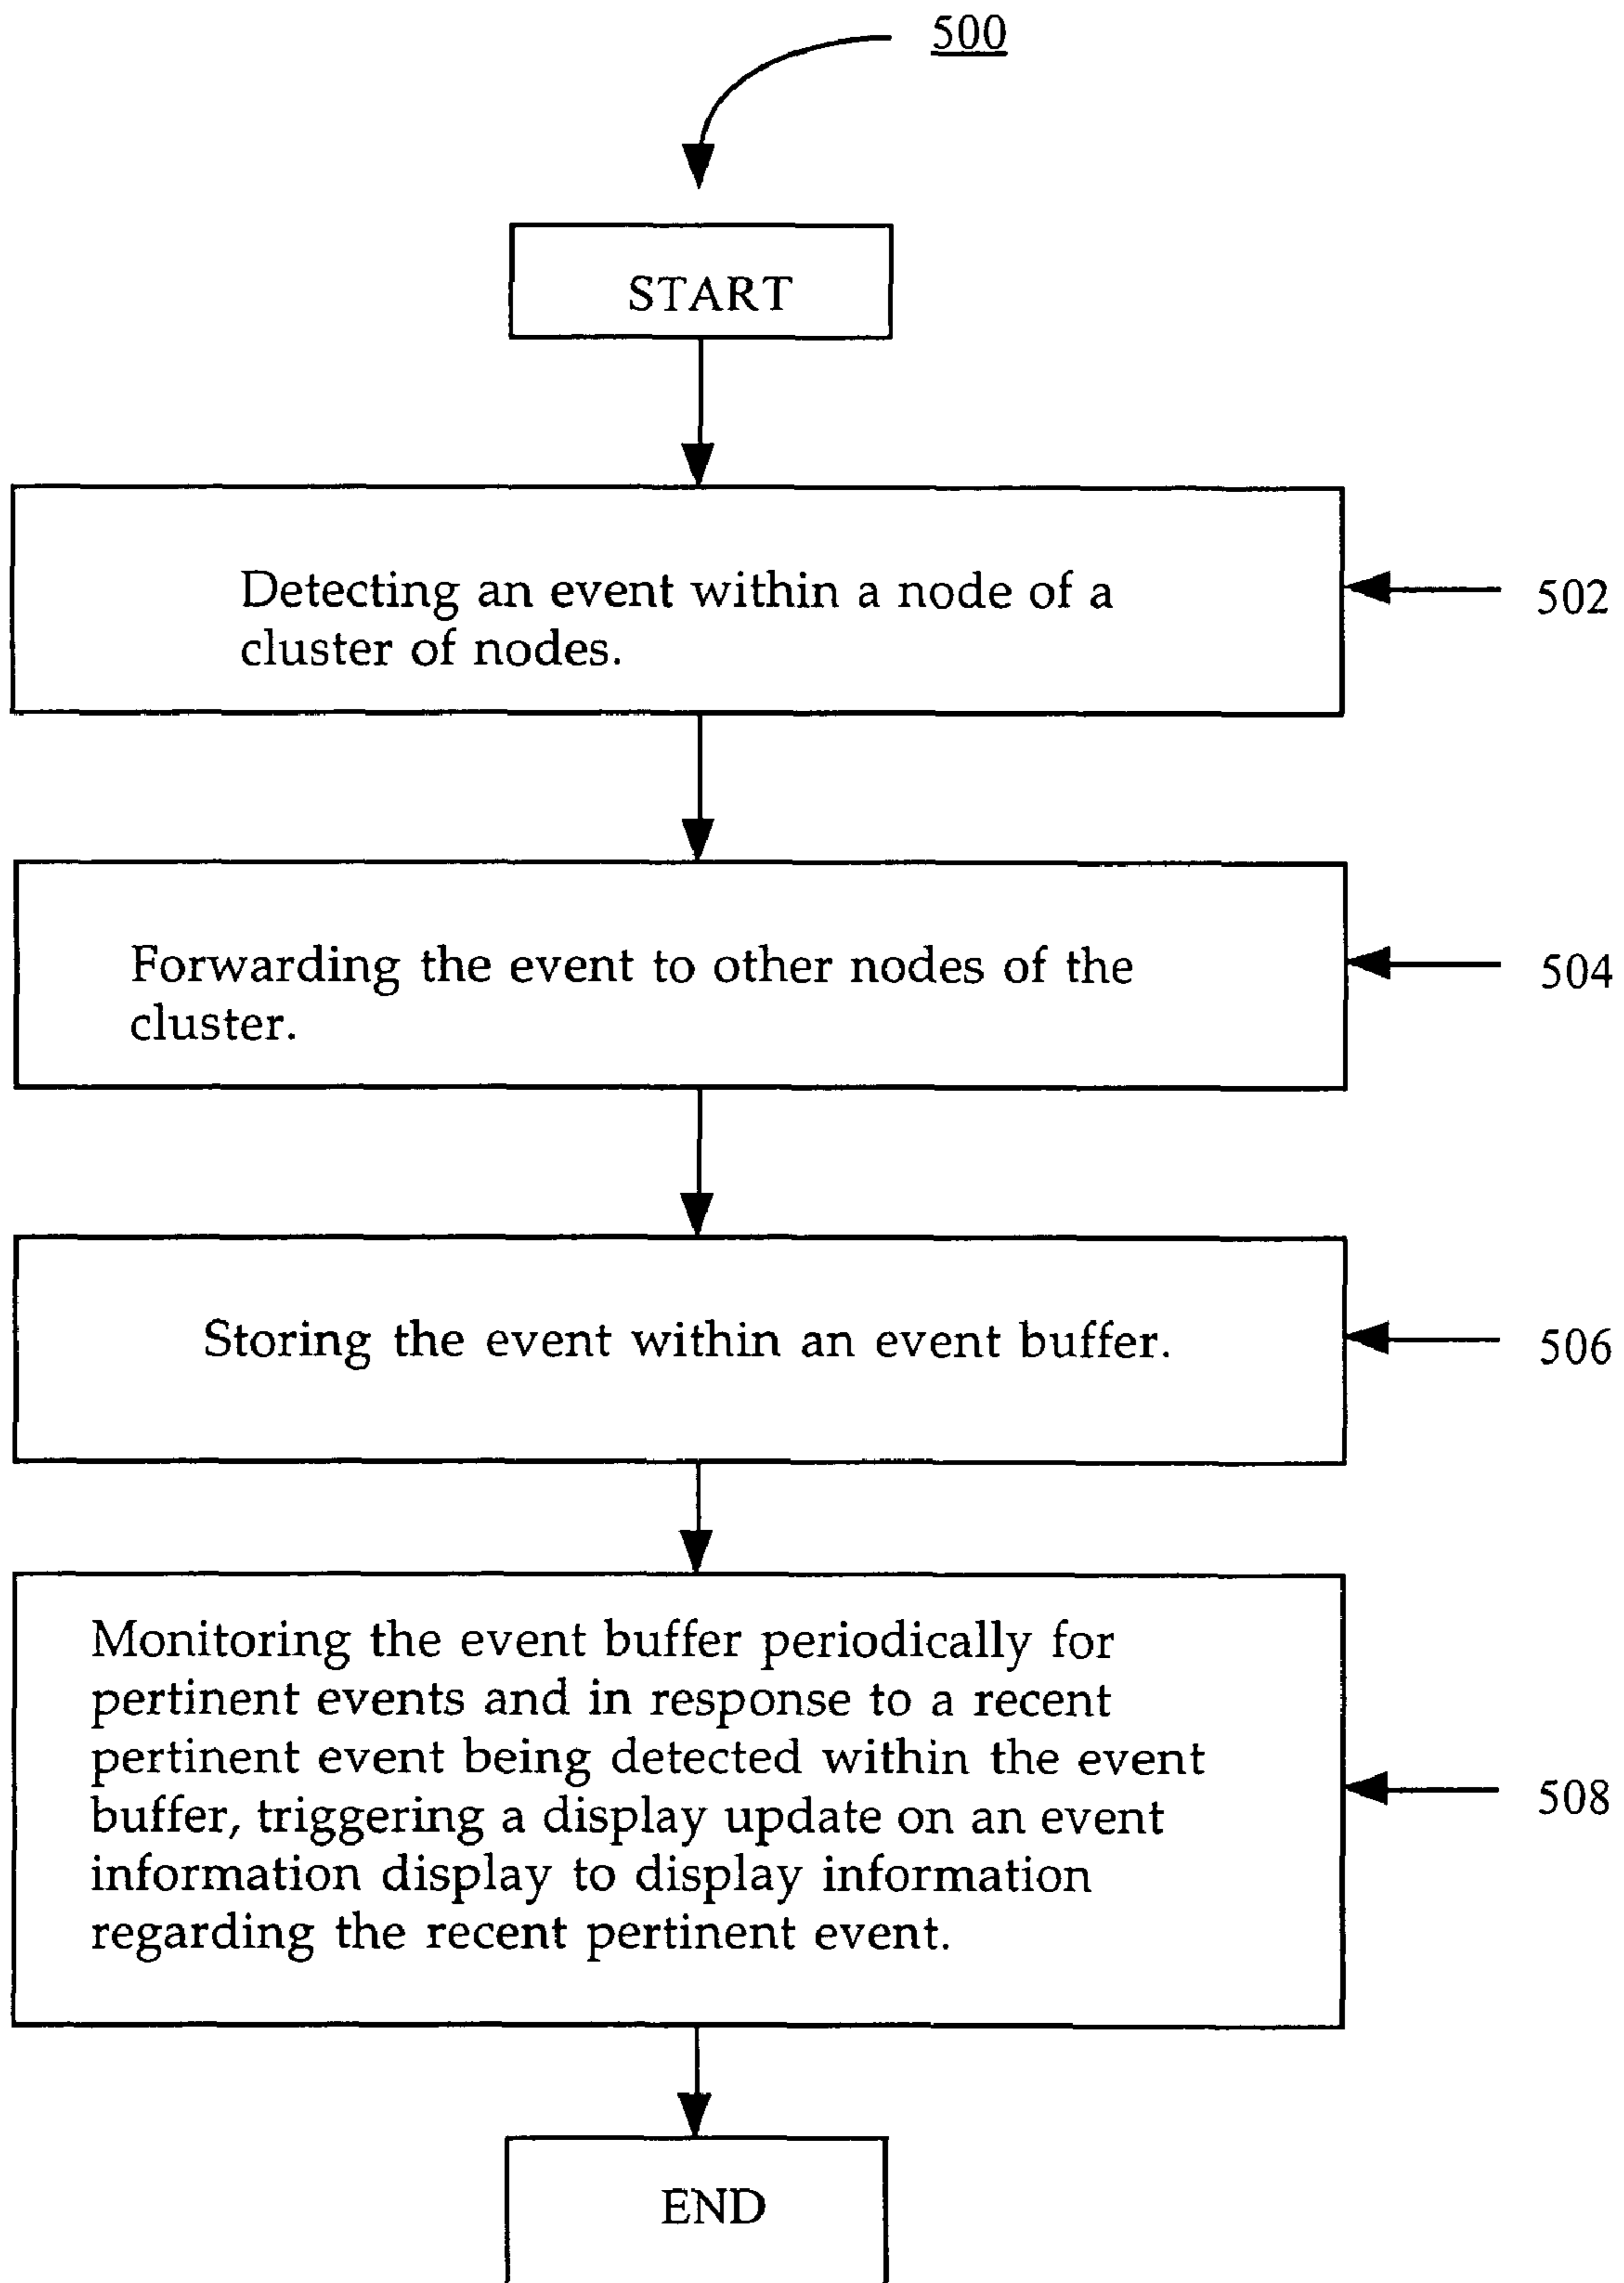 500
START
Detecting an event within a node of a
cluster of nodes.
502
Forwarding the event to other nodes of the
cluster.
504
Storing the event within an event buffer.
506
Monitoring the event buffer periodically for
pertinent events and in response to a recent
pertinent event being detected within the event
buffer, triggering a display update on an event
information display to display information
regarding the recent pertinent event.
508
END